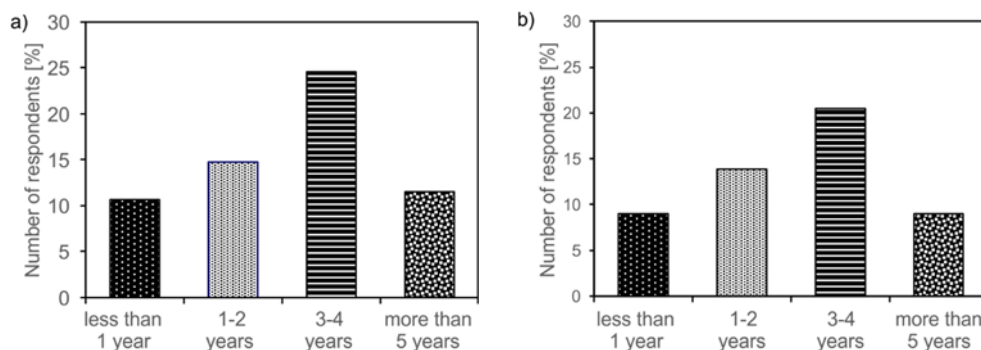 a)
Number of respondents [%]
30
25
20
15
10
5
0
less than 1-2 3-4 more than
1 year years years 5 years
b)
Number of respondents [%]
30
25
20
15
10
5
0
less than 1-2 3-4 more than
1 year years years 5 years